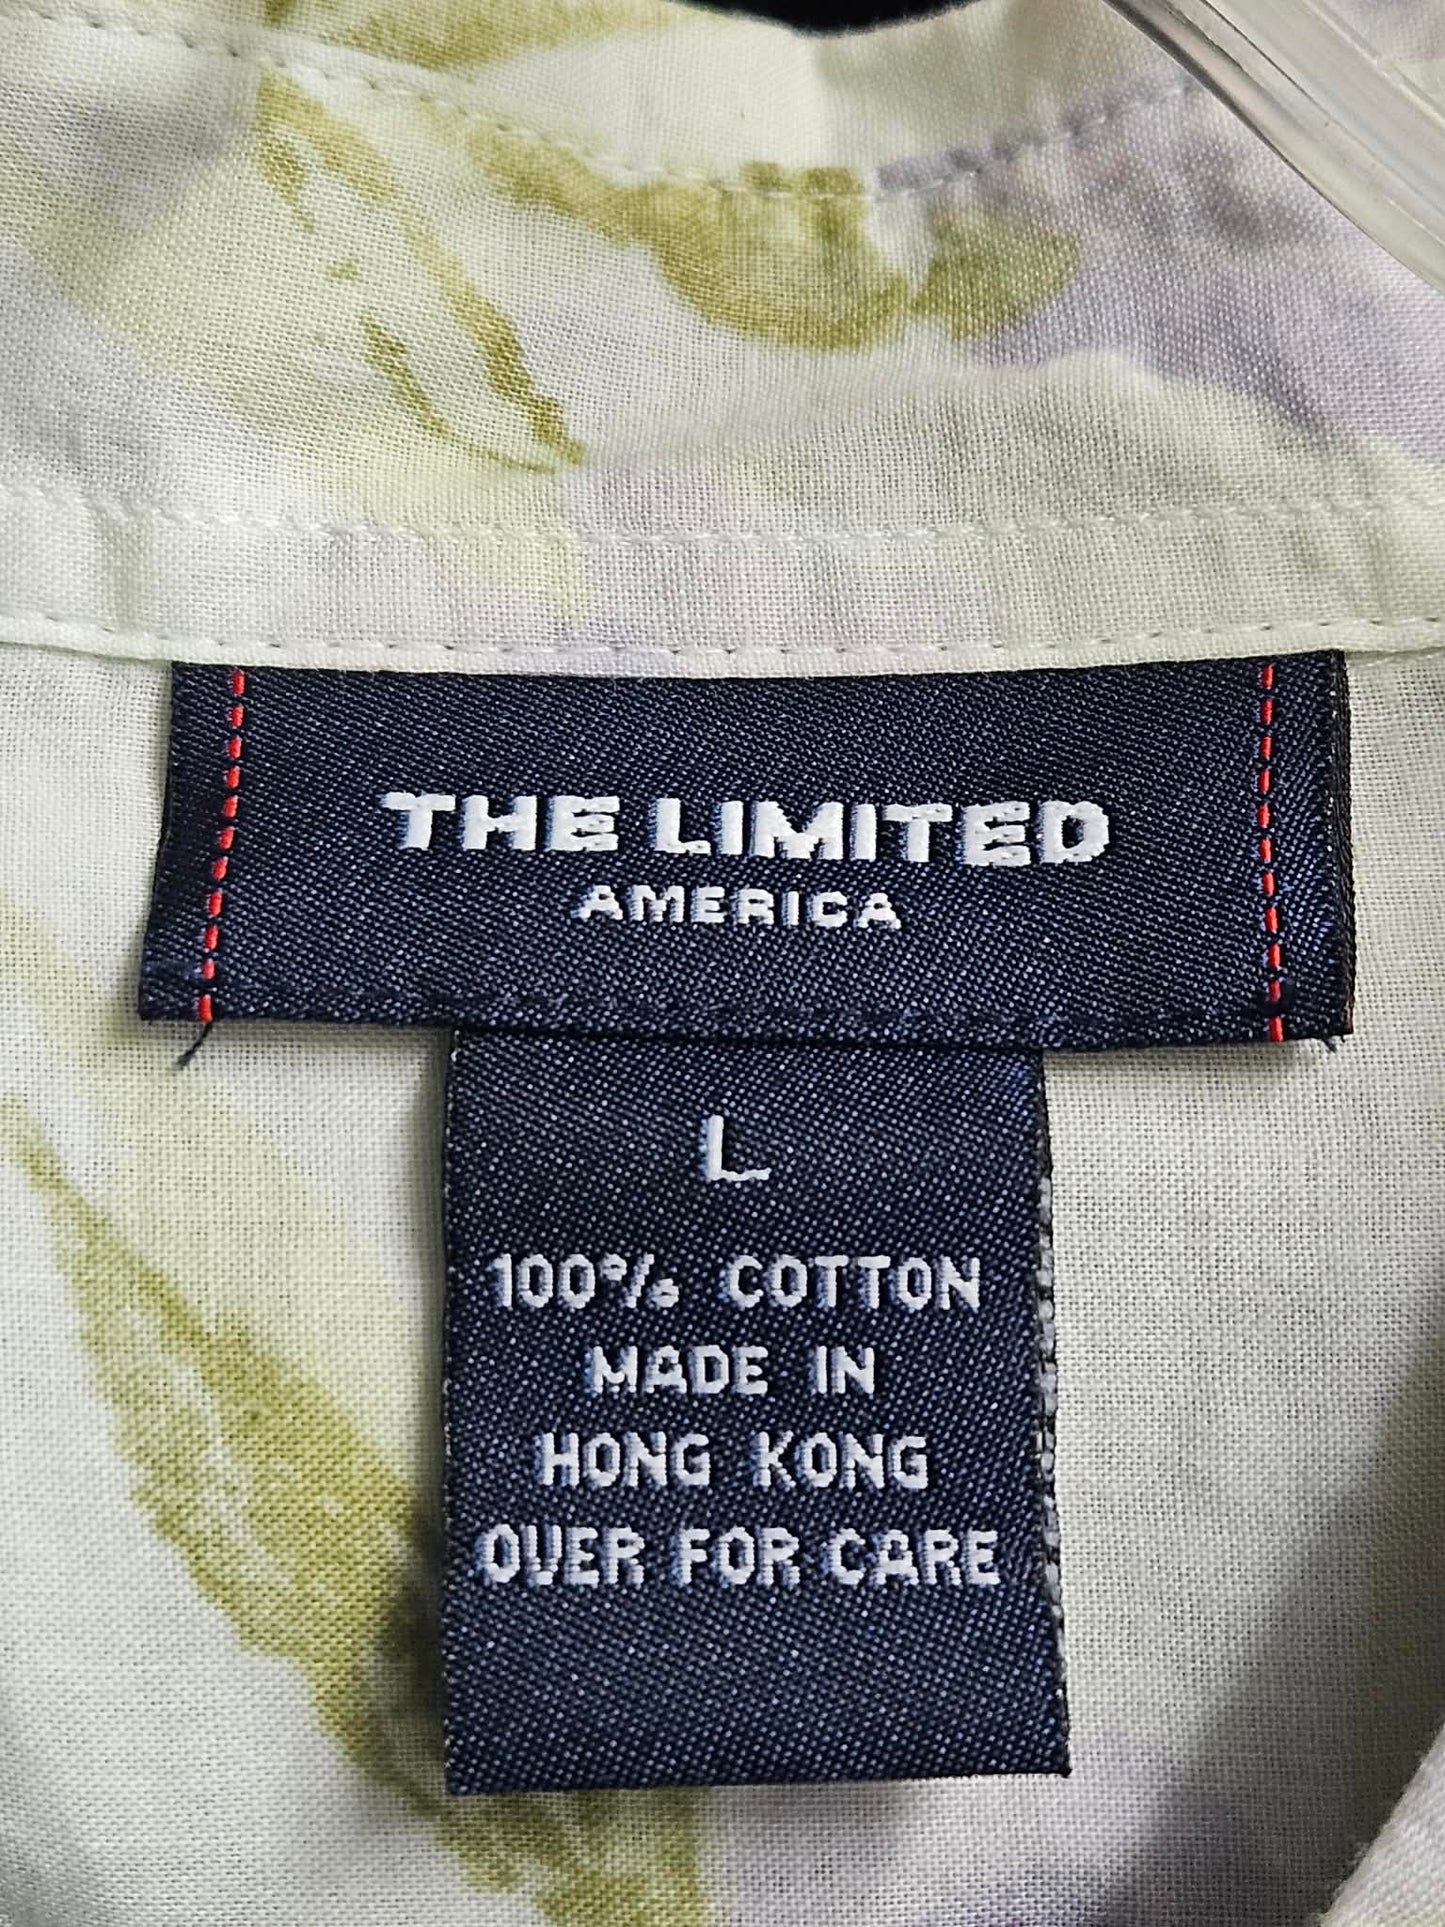 THE LIMITED
AMERICA
L
100% COTTON
MADE IN
HONG KONG
OVER FOR CARE